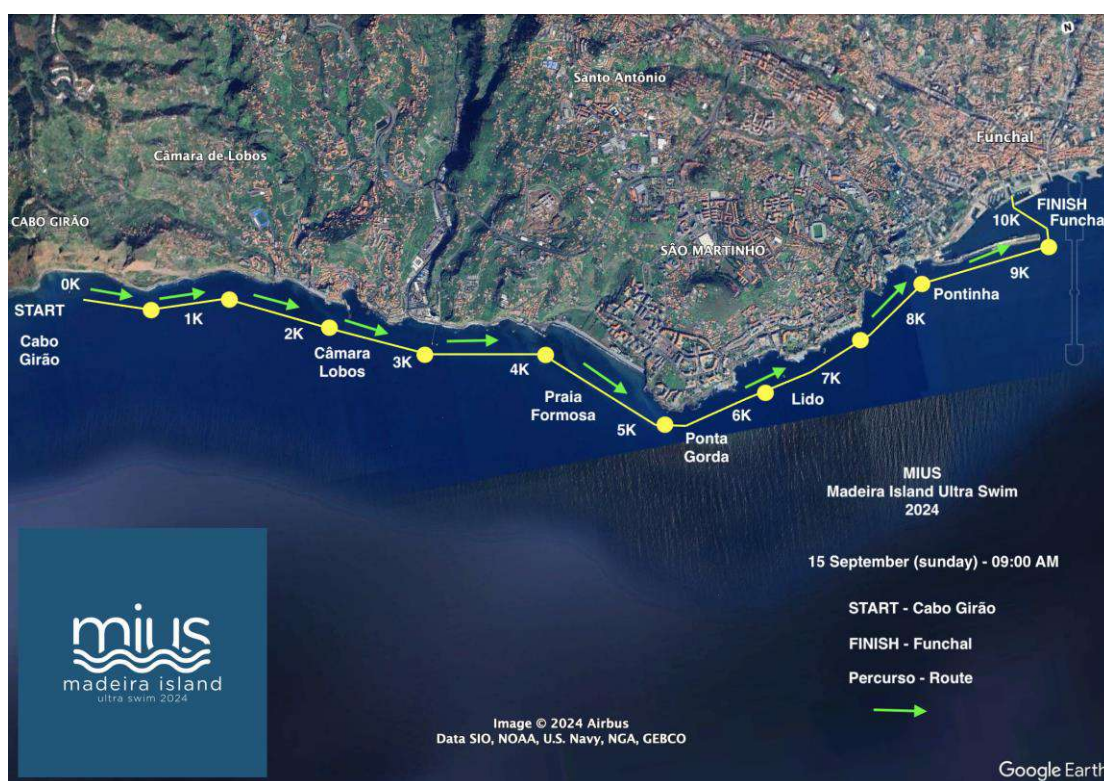 N
Santo Antônio
Funchal
Câmara de Lobos
CABO GIRÃO
SÂO MARTINHO
0K
START
Cabo
Girão
1K
2K
Câmara
Lobos
3K
4K
Praia
Formosa
5K
Ponta
Gorda
6K
Lido
7K
8K
Pontinha
9K
10K
FINISH
Funcha
MIUS
Madeira Island Ultra Swim
2024
15 September (sunday) - 09:00 AM
START - Cabo Girão
FINISH - Funchal
Percurso - Route
mius
madeira island
ultra swim 2024
Image © 2024 Airbus
Data SIO, NOAA, U.S. Navy, NGA, GEBCO
Google Earth